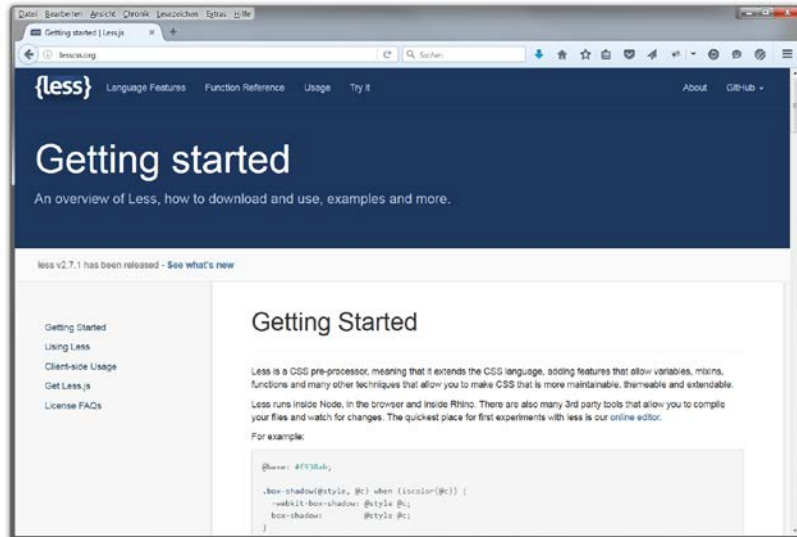 Datei Bearbeiten Ansicht Chronik Lesezeichen Extras Hilfe
Getting started | Less.js
lesscss.org
Suchen
{less} Language Features Function Reference Usage Try it About GitHub
Getting started
An overview of Less, how to download and use, examples and more.
less v2.7.1 has been released - See what's new
Getting Started
Using Less
Client-side Usage
Get Less.js
License FAQs
Getting Started
Less is a CSS pre-processor, meaning that it extends the CSS language, adding features that allow variables, mixins,
functions and many other techniques that allow you to make CSS that is more maintainable, themeable and extendable.
Less runs inside Node, in the browser and inside Rhino. There are also many 3rd party tools that allow you to compile
your files and watch for changes. The quickest place for first experiments with less is our online editor.
For example:
@base: #f938ab;
.box-shadow(@style, @c) when (iscolor(@c)) {
-webkit-box-shadow: @style @c;
box-shadow: @style @c;
}